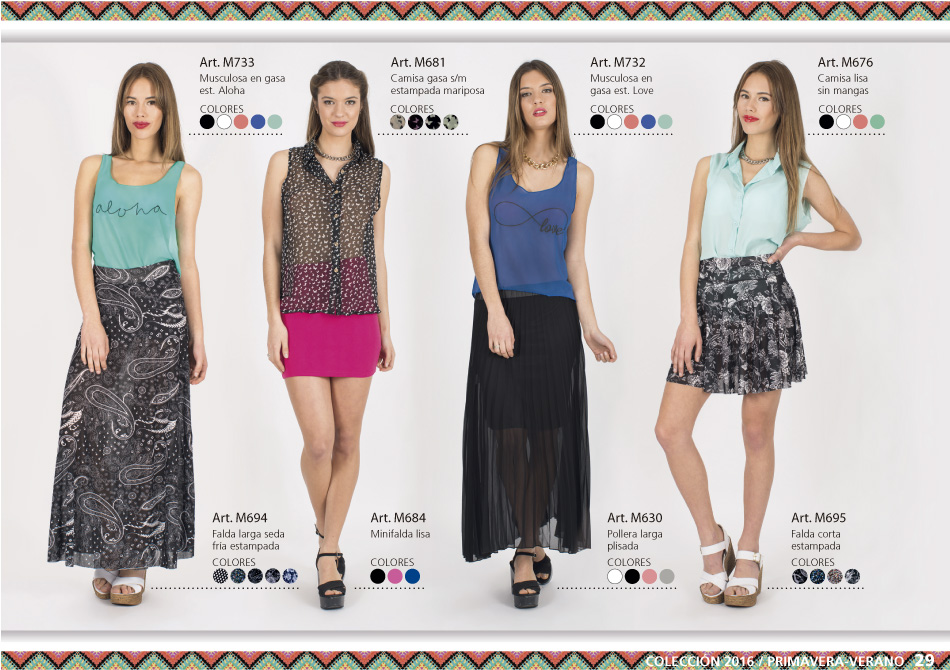 Art. M733
Musculosa en gasa
est. Aloha
COLORES
Art. M681
Camisa gasa s/m
estampada mariposa
COLORES
Art. M732
Musculosa en
gasa est. Love
COLORES
Art. M676
Camisa lisa
sin mangas
COLORES
aloha
love
Art. M694
Falda larga seda
fría estampada
COLORES
Art. M684
Minifalda lisa
COLORES
Art. M630
Pollera larga
plisada
COLORES
Art. M695
Falda corta
estampada
COLORES
COLECCIÓN 2016 / PRIMAVERA-VERANO 29